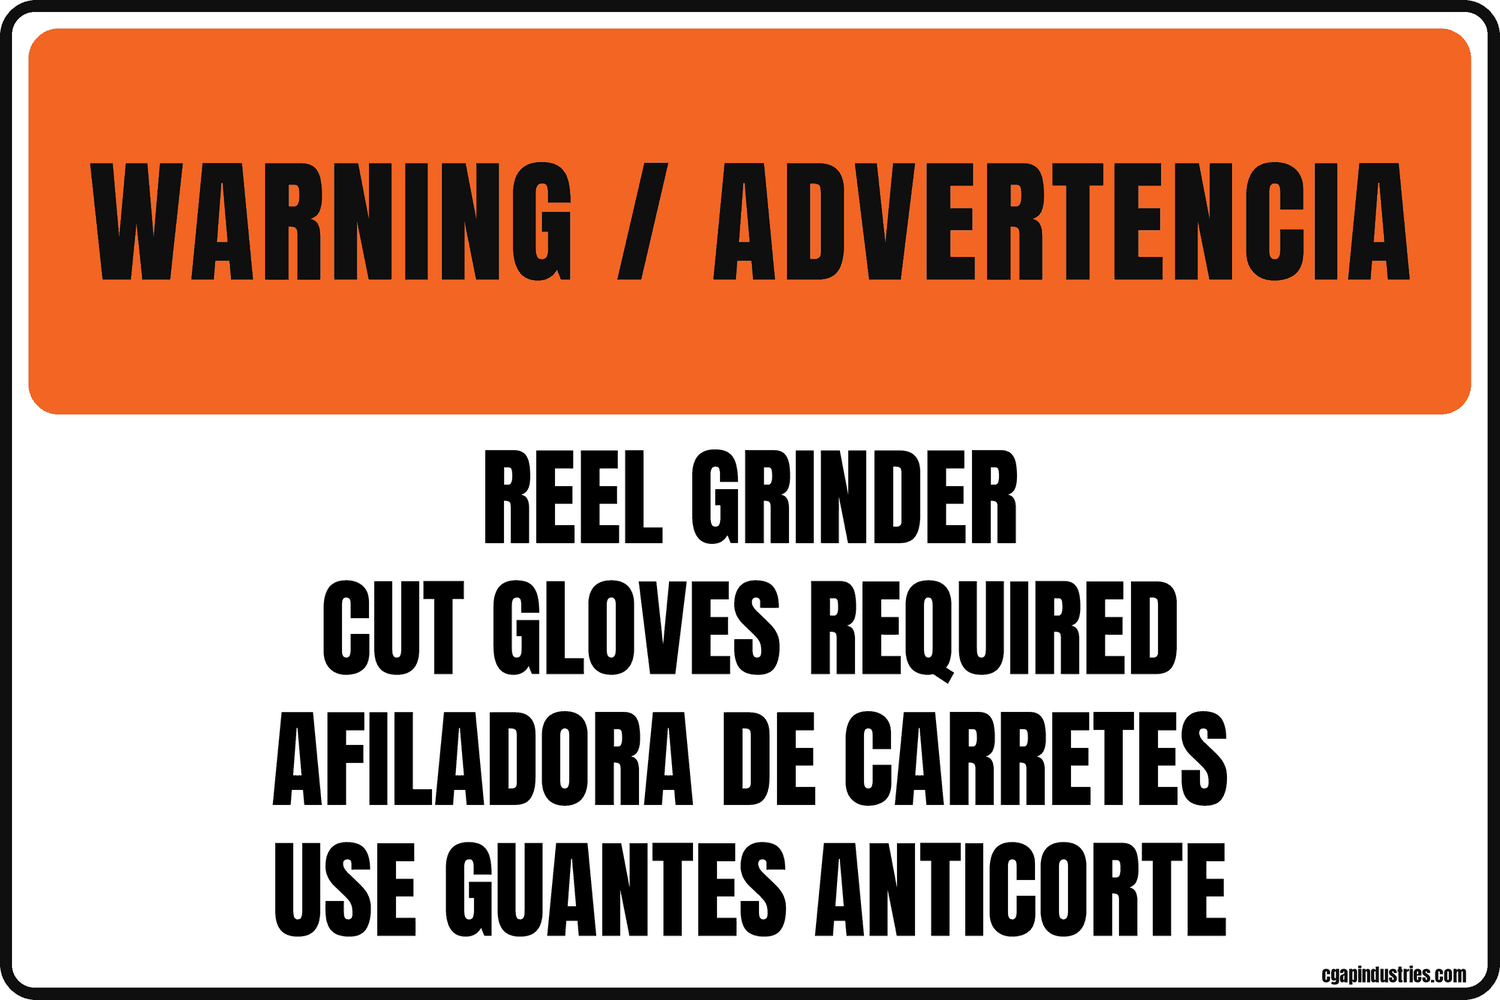 WARNING / ADVERTENCIA
REEL GRINDER
CUT GLOVES REQUIRED
AFILADORA DE CARRETES
USE GUANTES ANTICORTE
cgapindustries.com